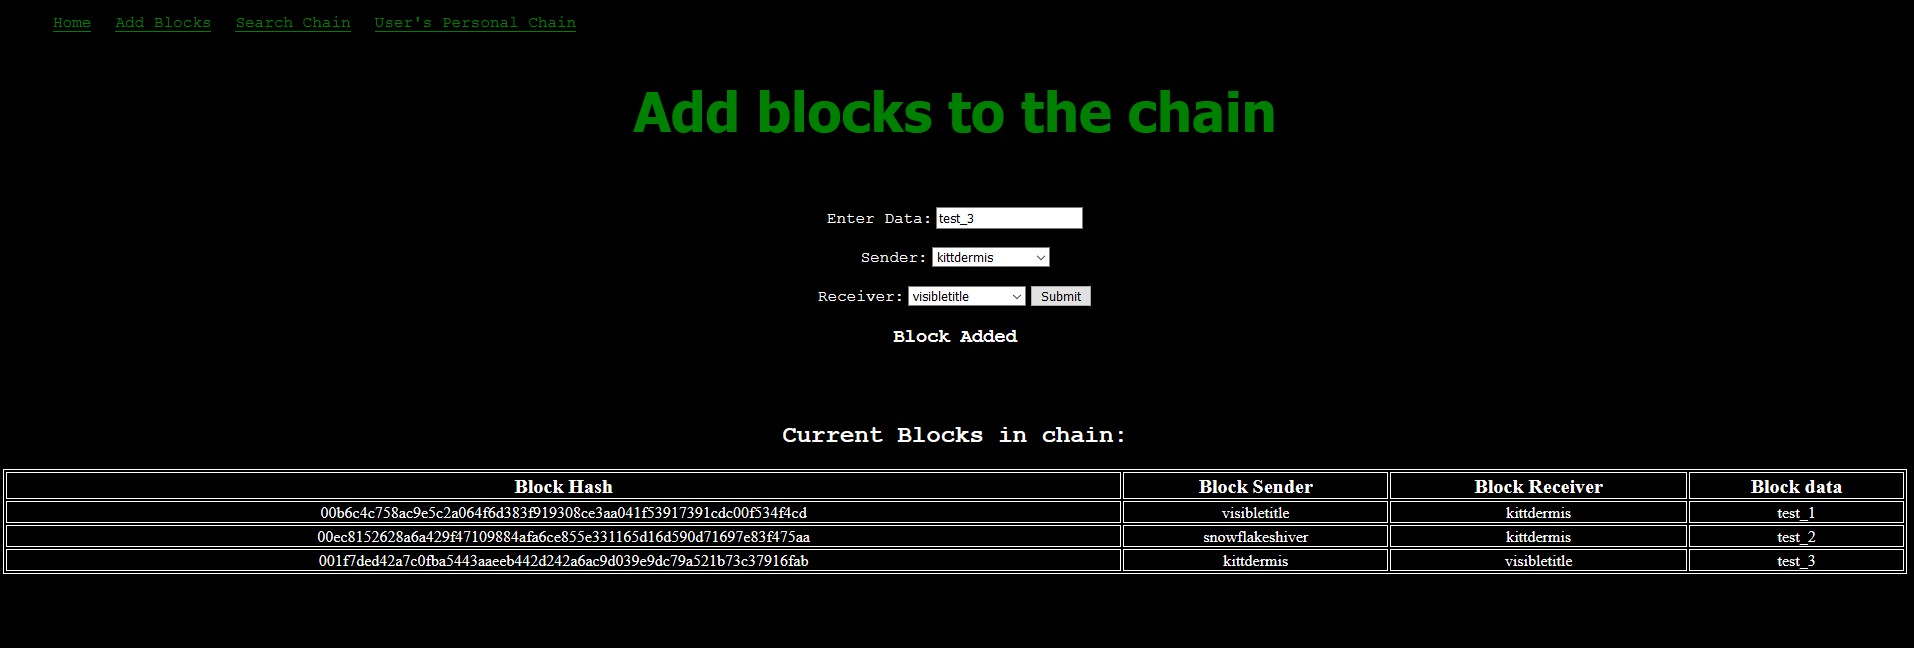 Home Add Blocks Search Chain User's Personal Chain
Add blocks to the chain
Enter Data: test_3
Sender: kittdermis
Receiver: visibletitle Submit
Block Added
Current Blocks in chain:
Block Hash Block Sender Block Receiver Block data
00b6c4c758ac9e5c2a064f6d383f919308ce3aa041f53917391cdc00f534f4cd visibletitle kittdermis test_1
00ec8152628a6a429f47109884afa6ce855e331165d16d590d71697e83f475aa snowflakeshiver kittdermis test_2
001f7ded42a7c0fba5443aaeeb442d242a6ac9d039e9dc79a521b73c37916fab kittdermis visibletitle test_3